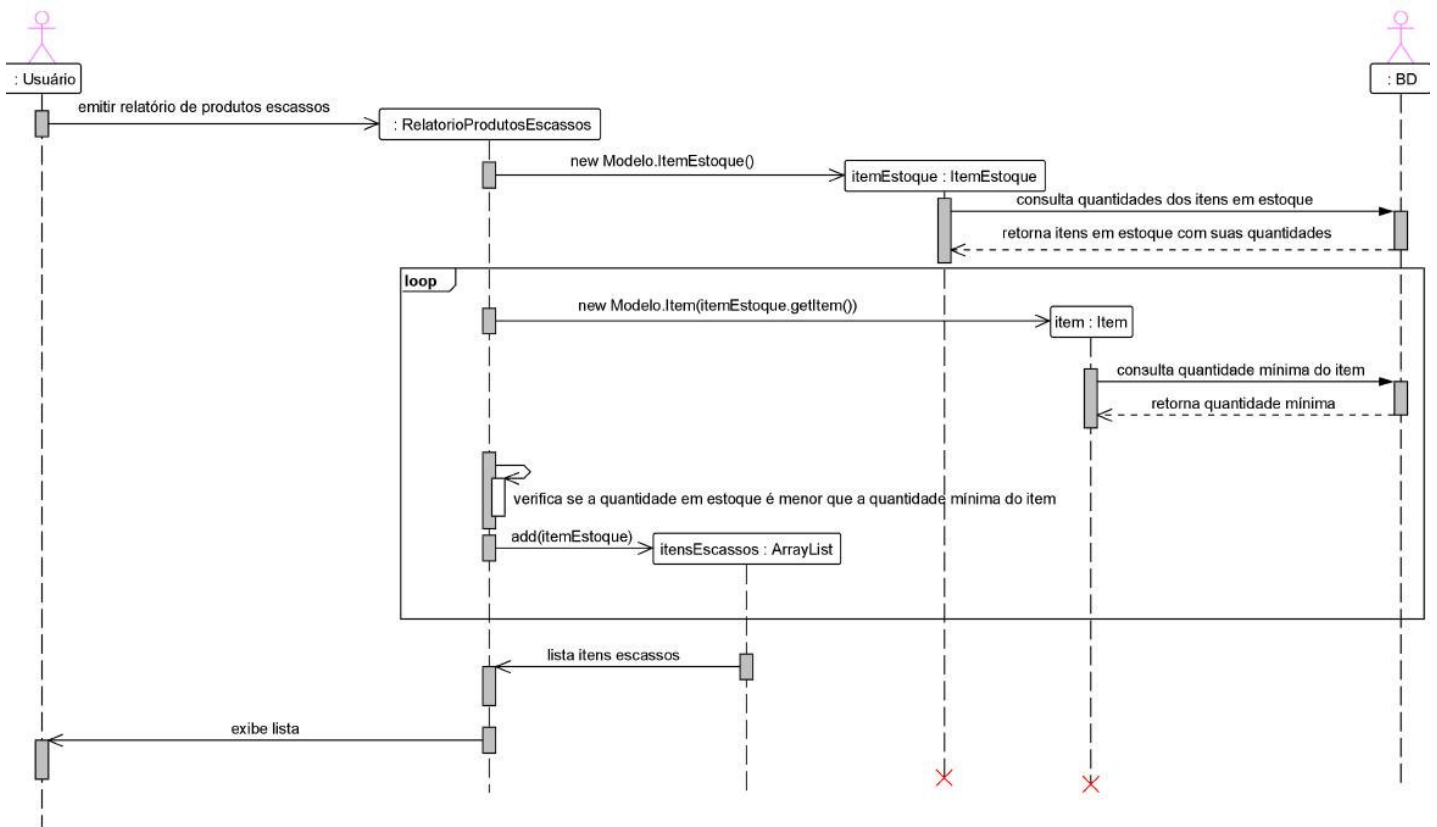 : Usuário
: BD
emitir relatório de produtos escassos
: RelatorioProdutosEscassos
new Modelo.ItemEstoque()
itemEstoque : ItemEstoque
consulta quantidades dos itens em estoque
retorna itens em estoque com suas quantidades
loop
new Modelo.Item(itemEstoque.getItem())
item : Item
consulta quantidade mínima do item
retorna quantidade mínima
verifica se a quantidade em estoque é menor que a quantidade mínima do item
add(itemEstoque)
itensEscassos : ArrayList
lista itens escassos
exibe lista